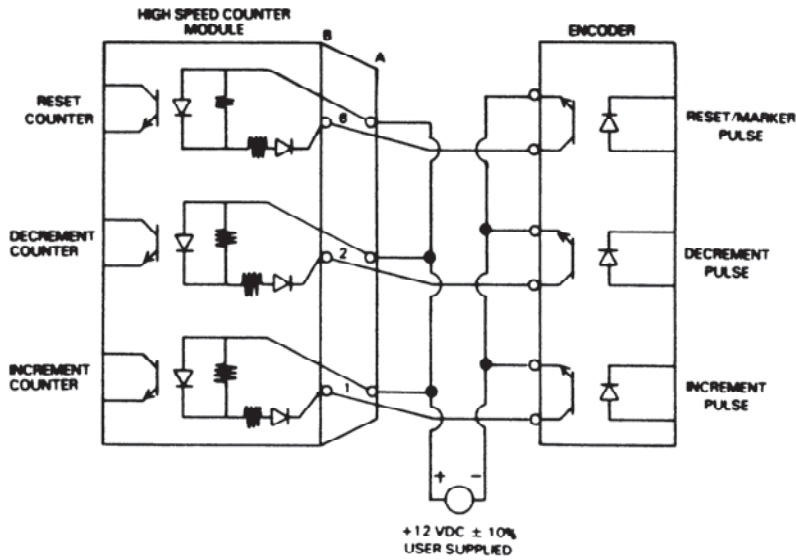 HIGH SPEED COUNTER
MODULE
B
A
ENCODER
RESET
COUNTER
6
RESET/MARKER
PULSE
DECREMENT
COUNTER
2
DECREMENT
PULSE
INCREMENT
COUNTER
1
INCREMENT
PULSE
+ −
+12 VDC ± 10%
USER SUPPLIED